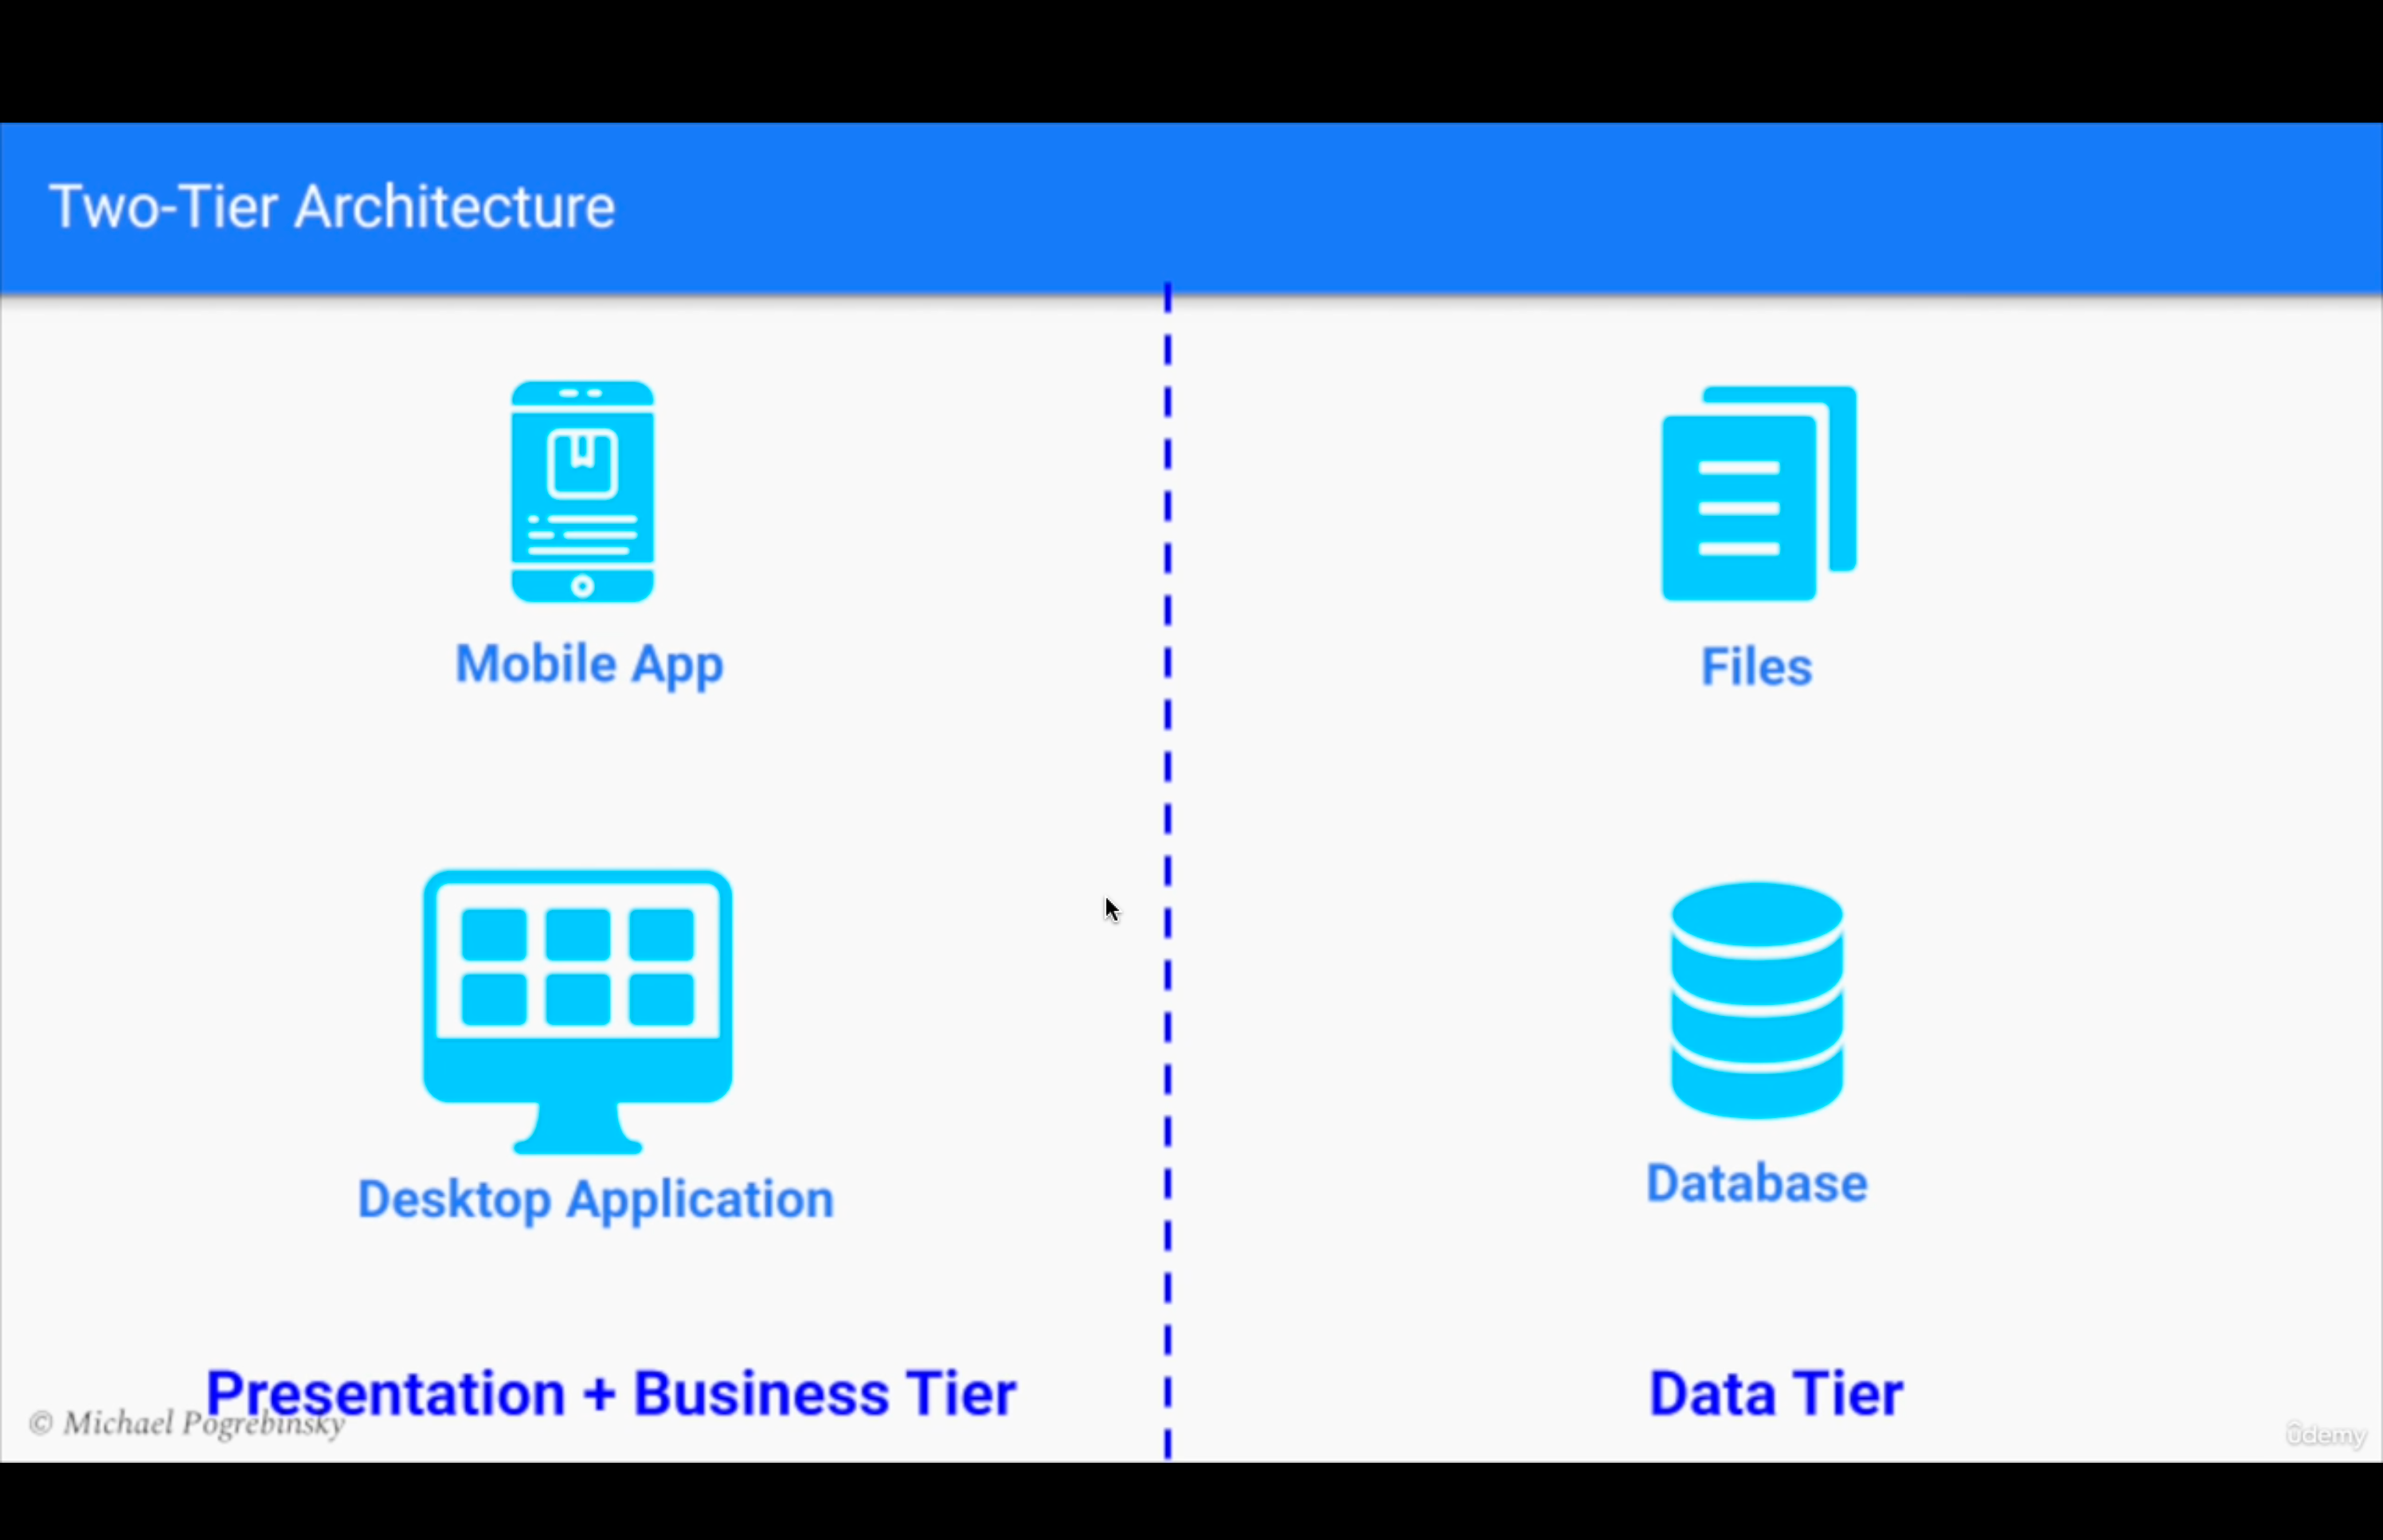 Two-Tier Architecture
Mobile App
Files
Desktop Application
Database
Presentation + Business Tier
Data Tier
© Michael Pogrebinsky
ûdemy